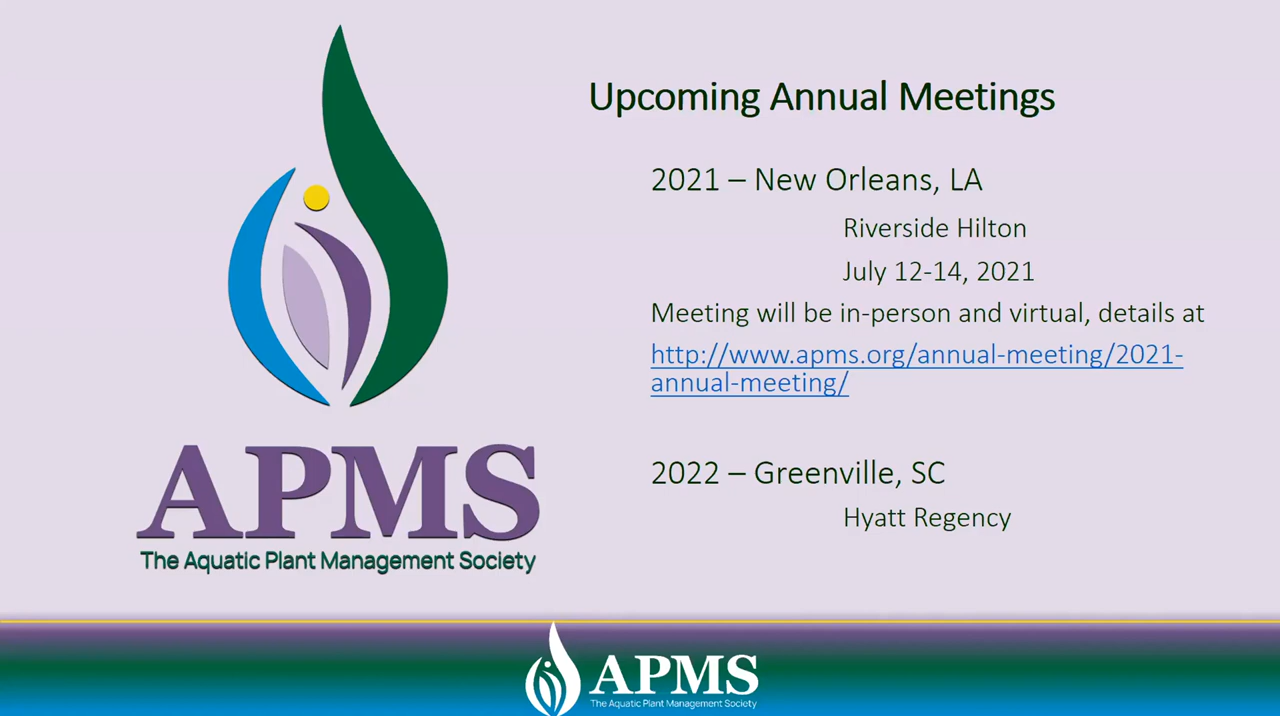 Upcoming Annual Meetings
2021 – New Orleans, LA
Riverside Hilton
July 12-14, 2021
Meeting will be in-person and virtual, details at
http://www.apms.org/annual-meeting/2021-
annual-meeting/
2022 – Greenville, SC
Hyatt Regency
APMS
The Aquatic Plant Management Society
APMS
The Aquatic Plant Management Society